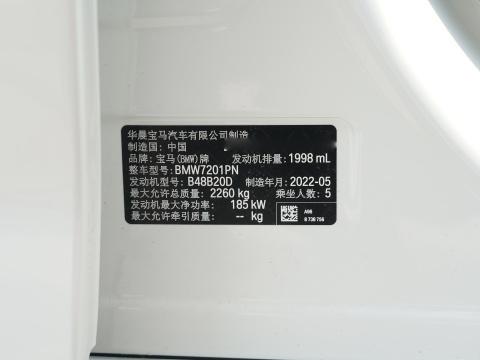 华晨宝马汽车有限公司制造
制造国: 中国
品牌: 宝马(BMW)牌 发动机排量: 1998 mL
整车型号: BMW7201PN
发动机型号: B48B20D 制造年月: 2022-05
最大允许总质量: 2260 kg 乘坐人数: 5
发动机最大净功率: 185 kW
最大允许牵引质量: -- kg
A96
8 738 756